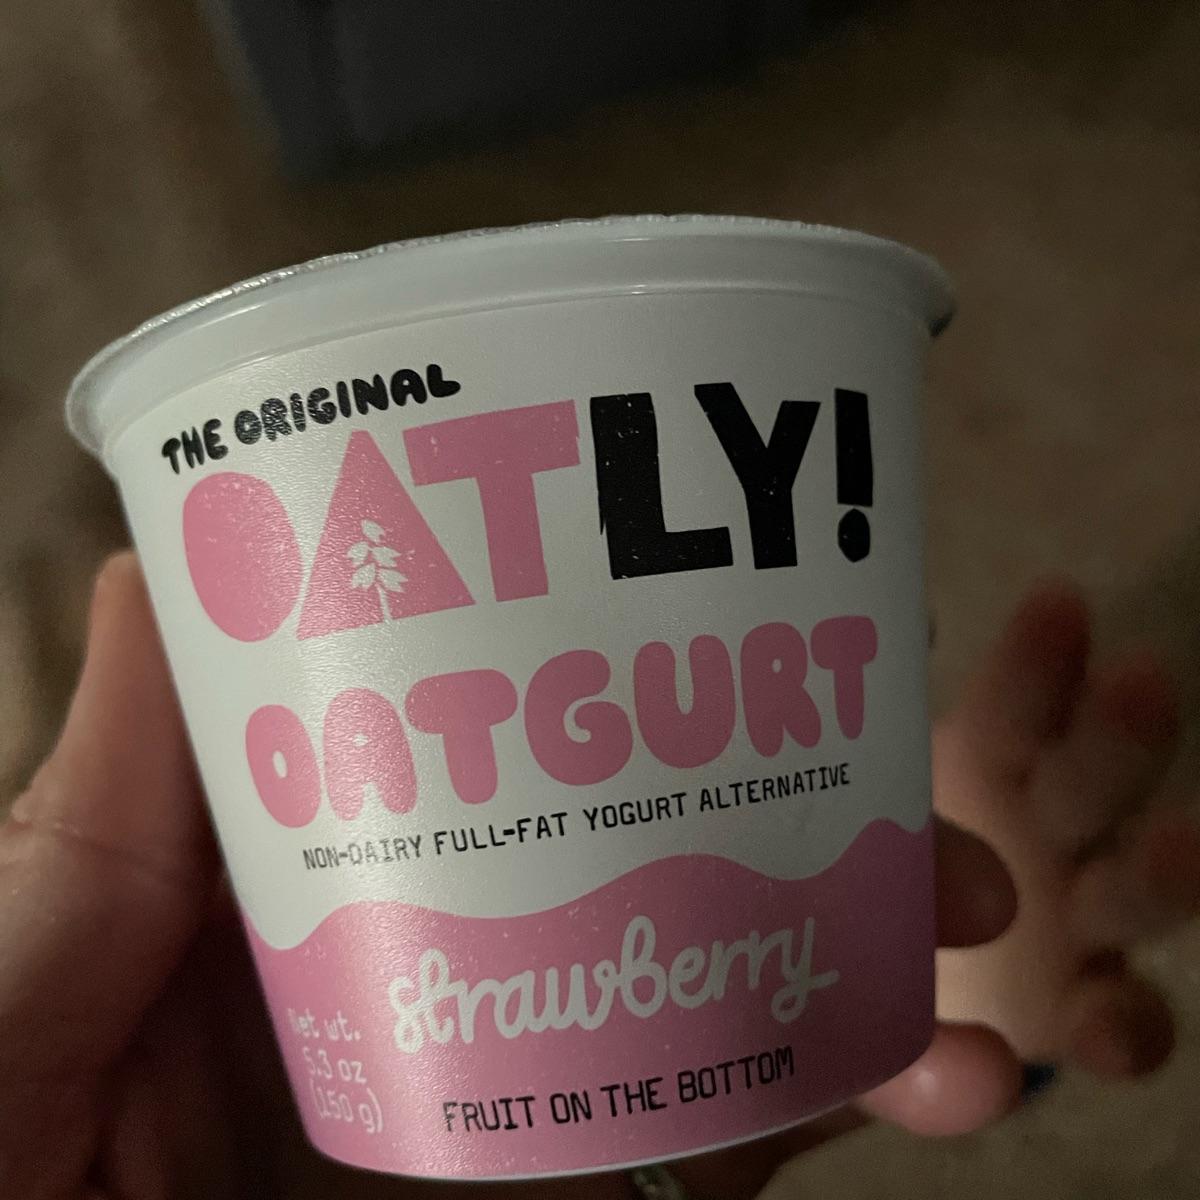 THE ORIGINAL
OATLY!
OATGURT
NON-DAIRY FULL-FAT YOGURT ALTERNATIVE
strawberry
Net wt.
5.3 oz
(150 g)
FRUIT ON THE BOTTOM